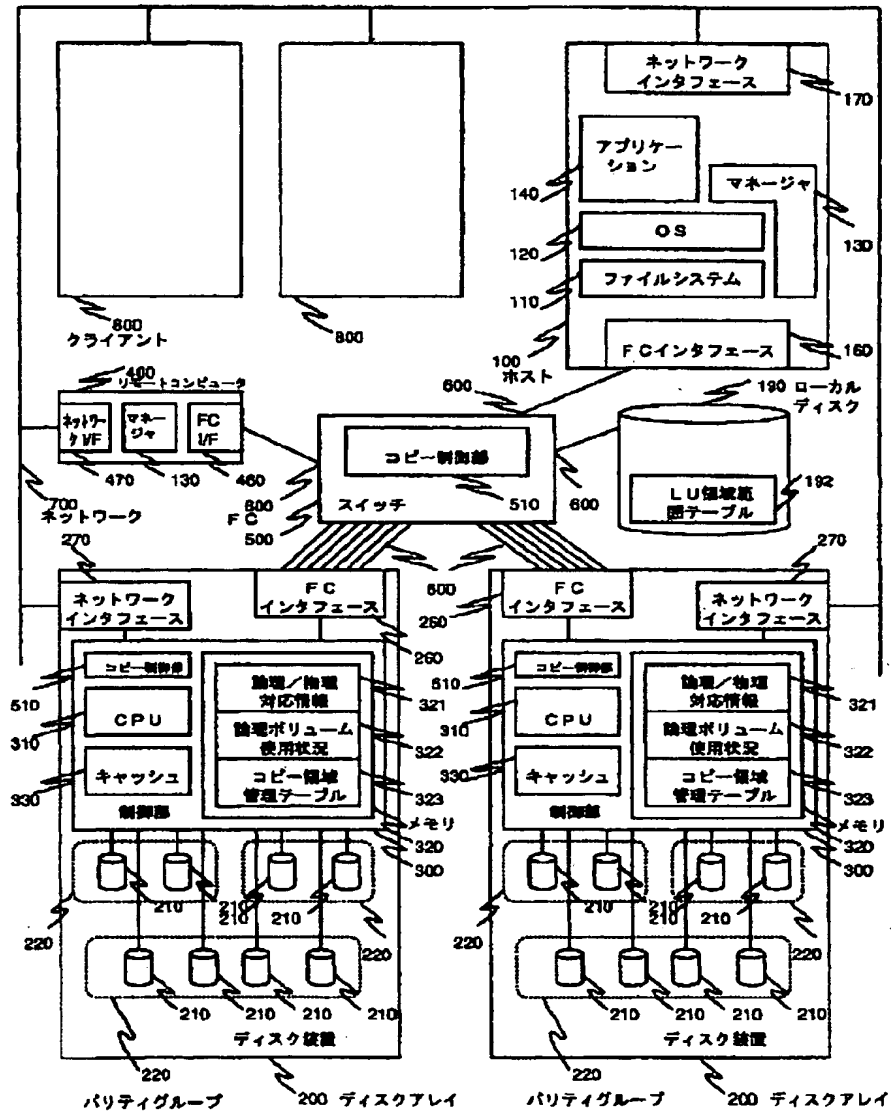 ネットワーク
インタフェース
170
アプリケー
ション
140
マネージャ
130
OS
120
ファイルシステム
110
800
クライアント
800
FCインタフェース
160
100
ホスト
400
リモートコンピュータ
ネットワー
ク I/F
マネー
ジャ
FC
I/F
470
130
460
700
ネットワーク
600
コピー制御部
510
スイッチ
600
FC
500
600
190 ローカル
ディスク
LU領域範
囲テーブル
192
270
ネットワーク
インタフェース
FC
インタフェース
260
600
コピー制御部
510
CPU
310
キャッシュ
330
制御部
論理/物理
対応情報
321
論理ボリューム
使用状況
322
コピー領域
管理テーブル
323
メモリ
320
300
210
210
210
210
220
220
210
210
210
210
ディスク装置
220
パリティグループ
200 ディスクアレイ
270
FC
インタフェース
260
ネットワーク
インタフェース
コピー制御部
510
CPU
310
キャッシュ
330
制御部
論理/物理
対応情報
321
論理ボリューム
使用状況
322
コピー領域
管理テーブル
323
メモリ
320
300
210
210
210
210
220
220
210
210
210
210
ディスク装置
220
パリティグループ
200 ディスクアレイ